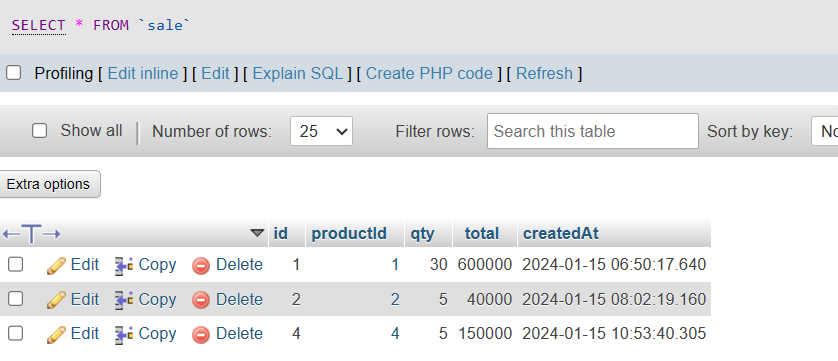 SELECT * FROM `sale`
Profiling [ Edit inline ] [ Edit ] [ Explain SQL ] [ Create PHP code ] [ Refresh ]
Show all Number of rows: 25 Filter rows: Search this table Sort by key: No
Extra options
id productId qty total createdAt
Edit Copy Delete 1 1 30 600000 2024-01-15 06:50:17.640
Edit Copy Delete 2 2 5 40000 2024-01-15 08:02:19.160
Edit Copy Delete 4 4 5 150000 2024-01-15 10:53:40.305